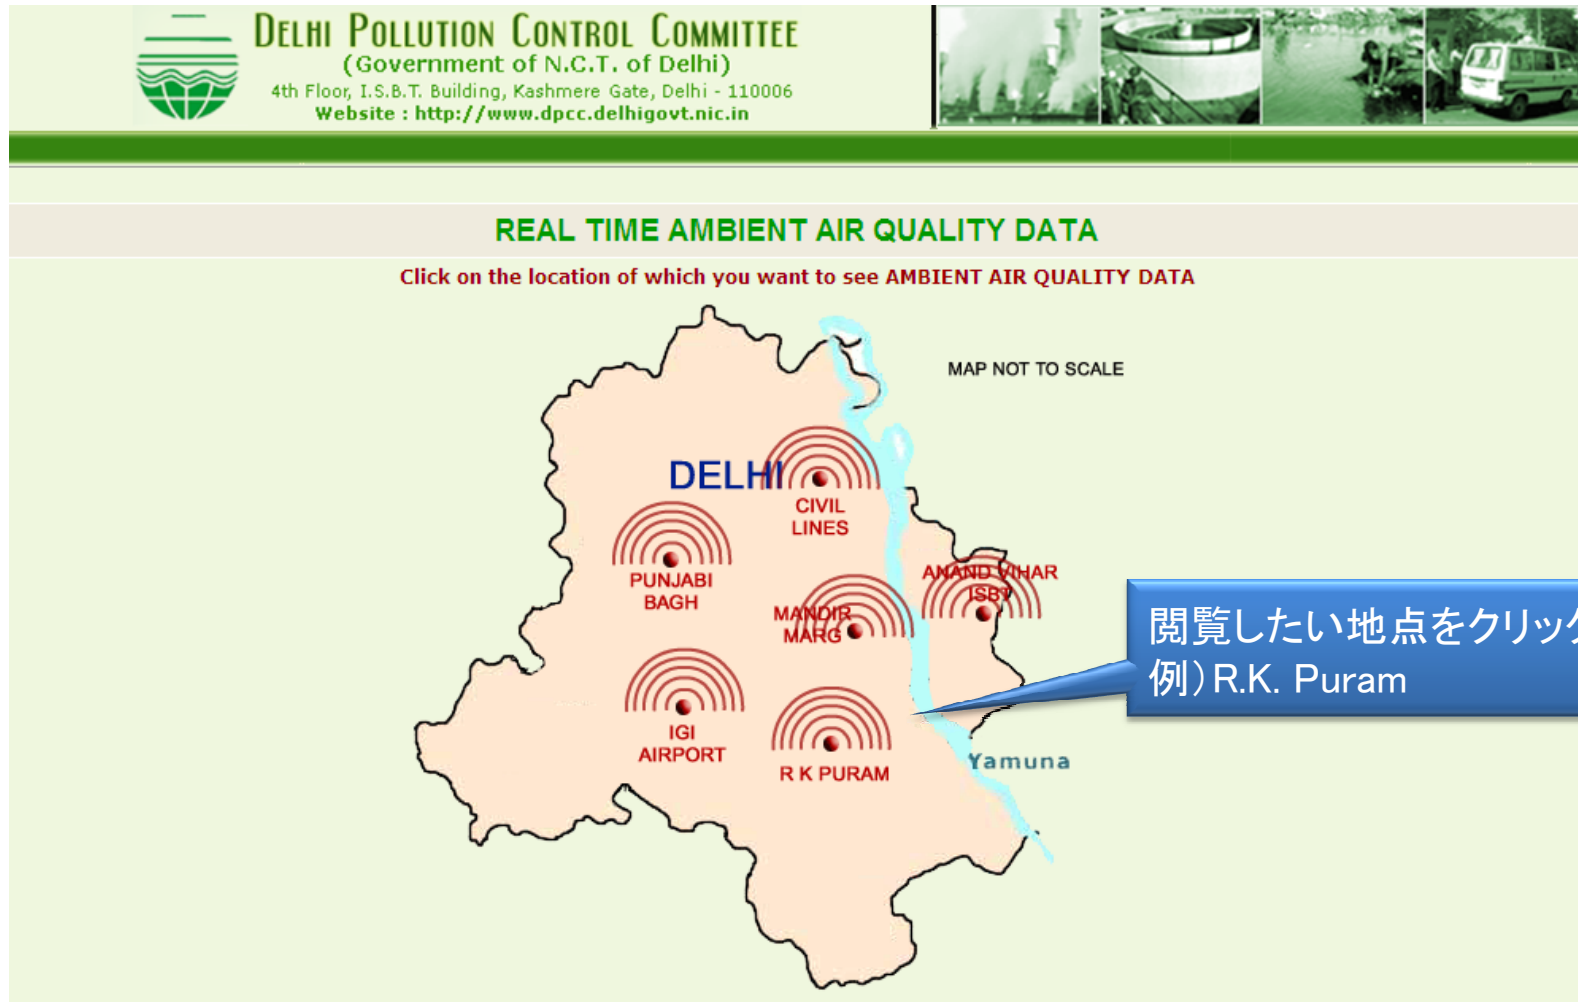 DELHI POLLUTION CONTROL COMMITTEE
(Government of N.C.T. of Delhi)
4th Floor, I.S.B.T. Building, Kashmere Gate, Delhi - 110006
Website : http://www.dpcc.delhigovt.nic.in
REAL TIME AMBIENT AIR QUALITY DATA
Click on the location of which you want to see AMBIENT AIR QUALITY DATA
MAP NOT TO SCALE
DELHI
CIVIL
LINES
PUNJABI
BAGH
ANAND VIHAR
ISBT
MANDIR
MARG
閲覧したい地点をクリック
例）R.K. Puram
IGI
AIRPORT
R K PURAM
Yamuna